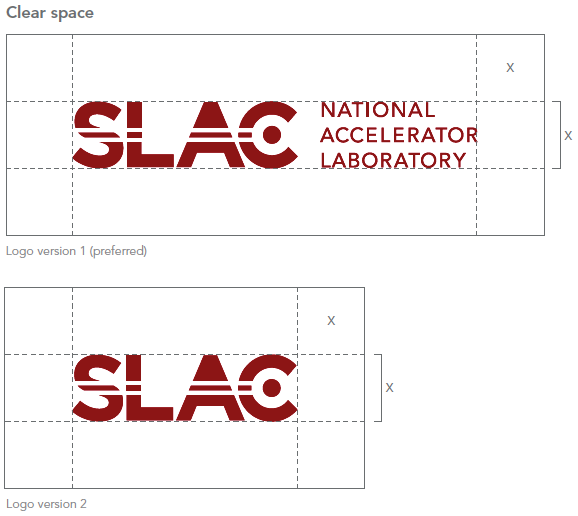 Clear space
X
SLAC
NATIONAL
ACCELERATOR
LABORATORY
X
Logo version 1 (preferred)
X
SLAC
X
Logo version 2